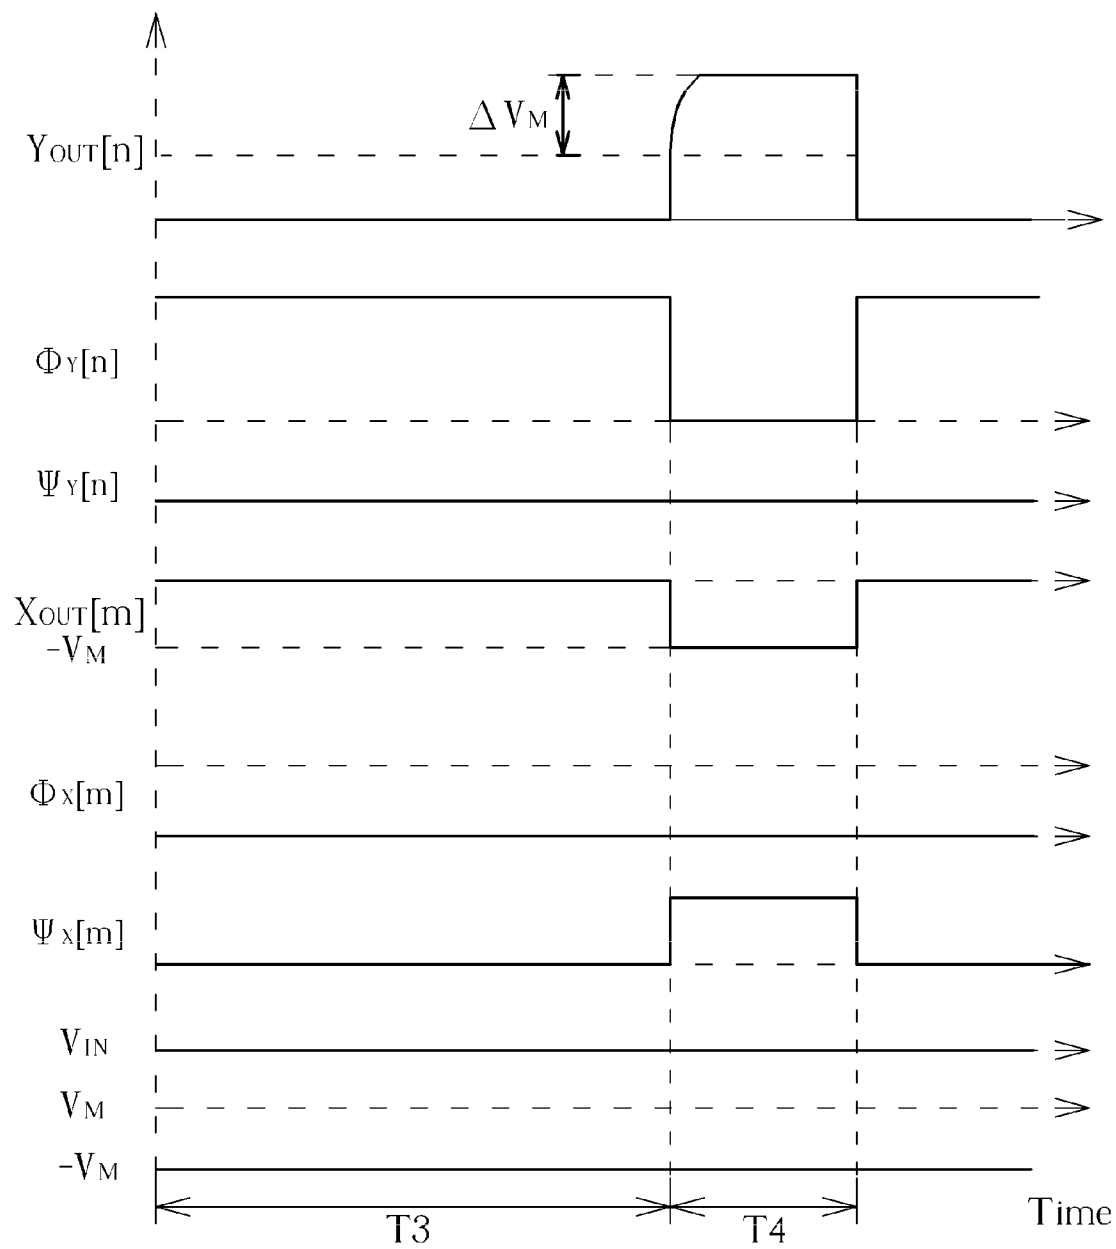 ΔVM
YOUT[n]
ΦY[n]
ΨY[n]
XOUT[m]
-VM
ΦX[m]
ΨX[m]
VIN
VM
-VM
T3
T4
Time